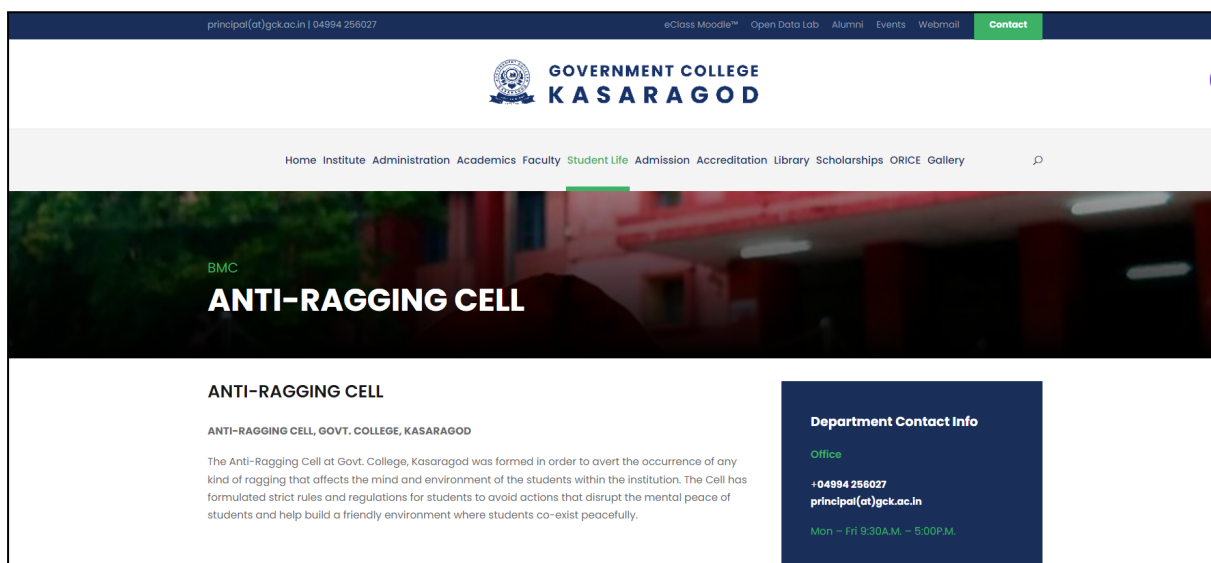 principal(at)gck.ac.in | 04994 256027
eClass Moodle™ Open Data Lab Alumni Events Webmail Contact
GOVERNMENT COLLEGE
KASARAGOD
Home Institute Administration Academics Faculty Student Life Admission Accreditation Library Scholarships ORICE Gallery
BMC
ANTI-RAGGING CELL
ANTI-RAGGING CELL
ANTI-RAGGING CELL, GOVT. COLLEGE, KASARAGOD
The Anti-Ragging Cell at Govt. College, Kasaragod was formed in order to avert the occurrence of any
kind of ragging that affects the mind and environment of the students within the institution. The Cell has
formulated strict rules and regulations for students to avoid actions that disrupt the mental peace of
students and help build a friendly environment where students co-exist peacefully.
Department Contact Info
Office
+04994 256027
principal(at)gck.ac.in
Mon – Fri 9:30A.M. – 5:00P.M.